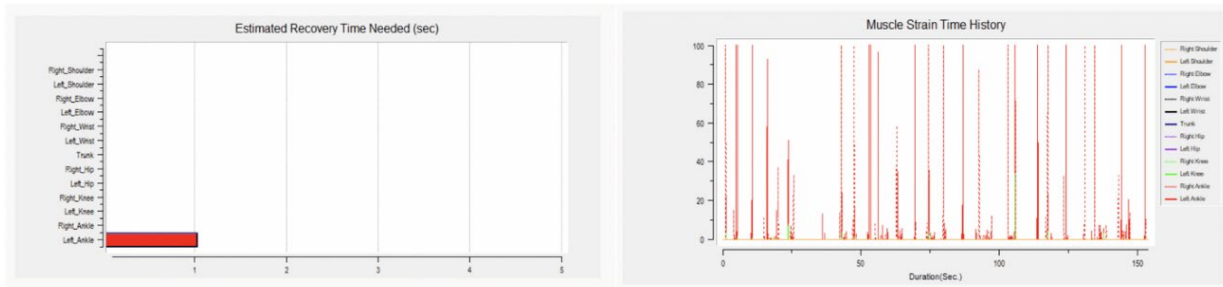 Estimated Recovery Time Needed (sec)
Right_Shoulder
Left_Shoulder
Right_Elbow
Left_Elbow
Right_Wrist
Left_Wrist
Trunk
Right_Hip
Left_Hip
Right_Knee
Left_Knee
Right_Ankle
Left_Ankle
1
2
3
4
5
Muscle Strain Time History
100
80
60
40
20
0
0
50
100
150
Duration(Sec.)
Right Shoulder
Left Shoulder
Right Elbow
Left Elbow
Right Wrist
Left Wrist
Trunk
Right Hip
Left Hip
Right Knee
Left Knee
Right Ankle
Left Ankle